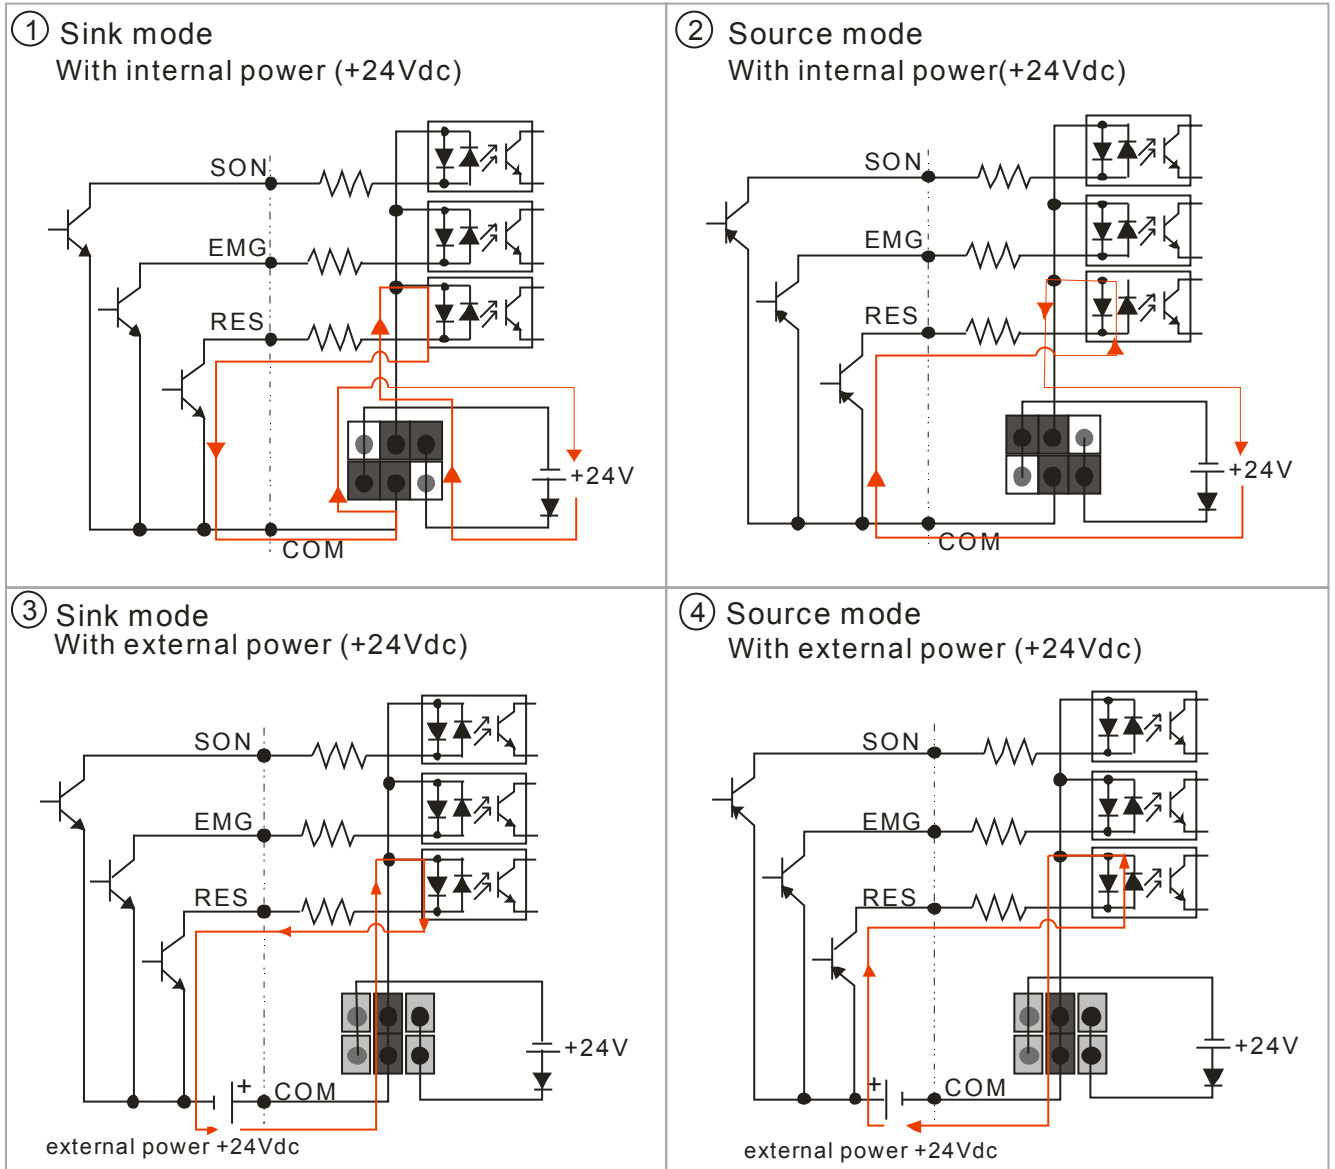 ① Sink mode
With internal power (+24Vdc)
SON
EMG
RES
+24V
COM
② Source mode
With internal power(+24Vdc)
SON
EMG
RES
+24V
COM
③ Sink mode
With external power (+24Vdc)
SON
EMG
RES
+24V
+
COM
external power +24Vdc
④ Source mode
With external power (+24Vdc)
SON
EMG
RES
+24V
+
COM
external power +24Vdc